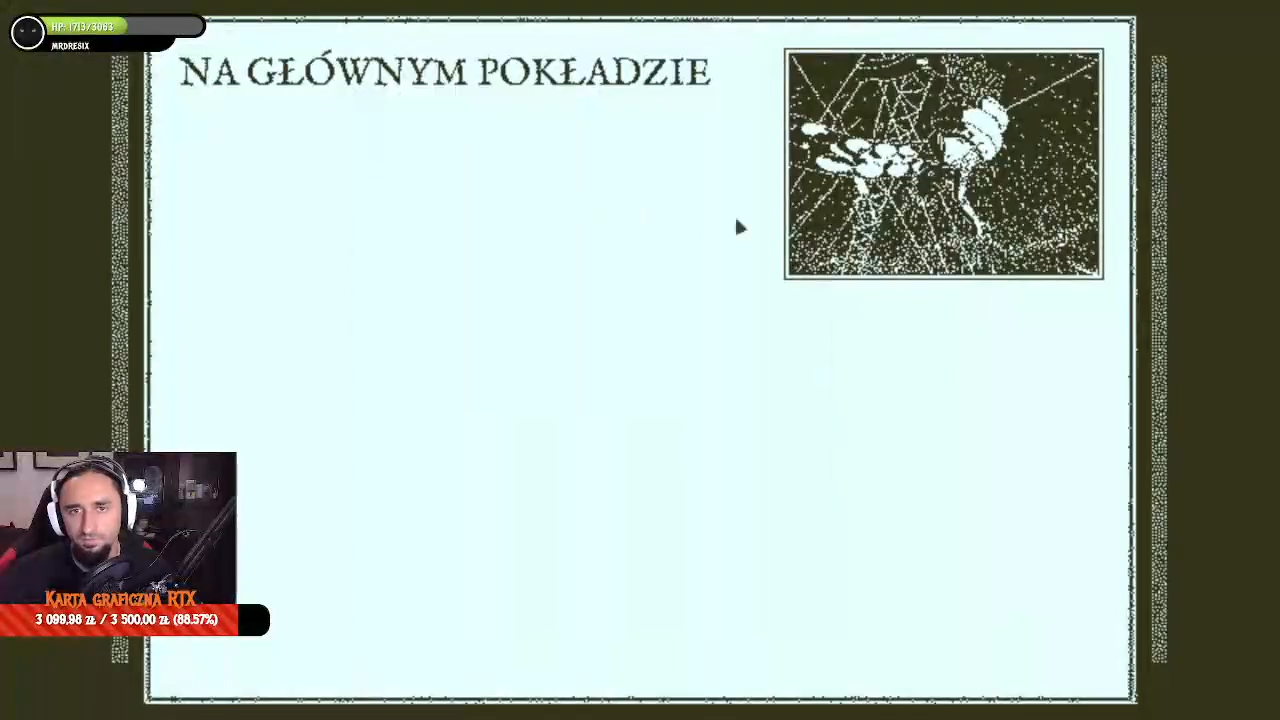 HP: 1713/3083
MRDRESIX
NA GŁÓWNYM POKŁADZIE
KARTA GRAFICZNA RTX
3 099,98 ZŁ / 3 500,00 ZŁ (88.57%)